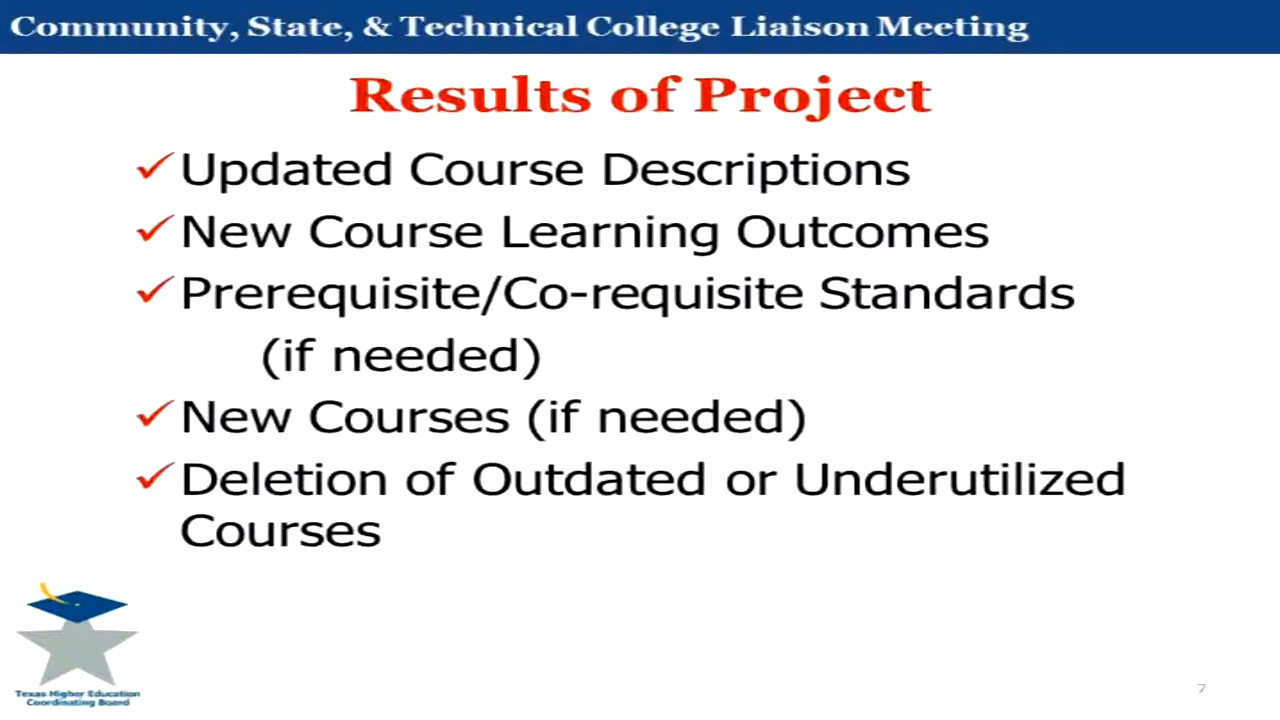 Community, State, & Technical College Liaison Meeting
Results of Project
Updated Course Descriptions
New Course Learning Outcomes
Prerequisite/Co-requisite Standards
(if needed)
New Courses (if needed)
Deletion of Outdated or Underutilized
Courses
Texas Higher Education
Coordinating Board
7